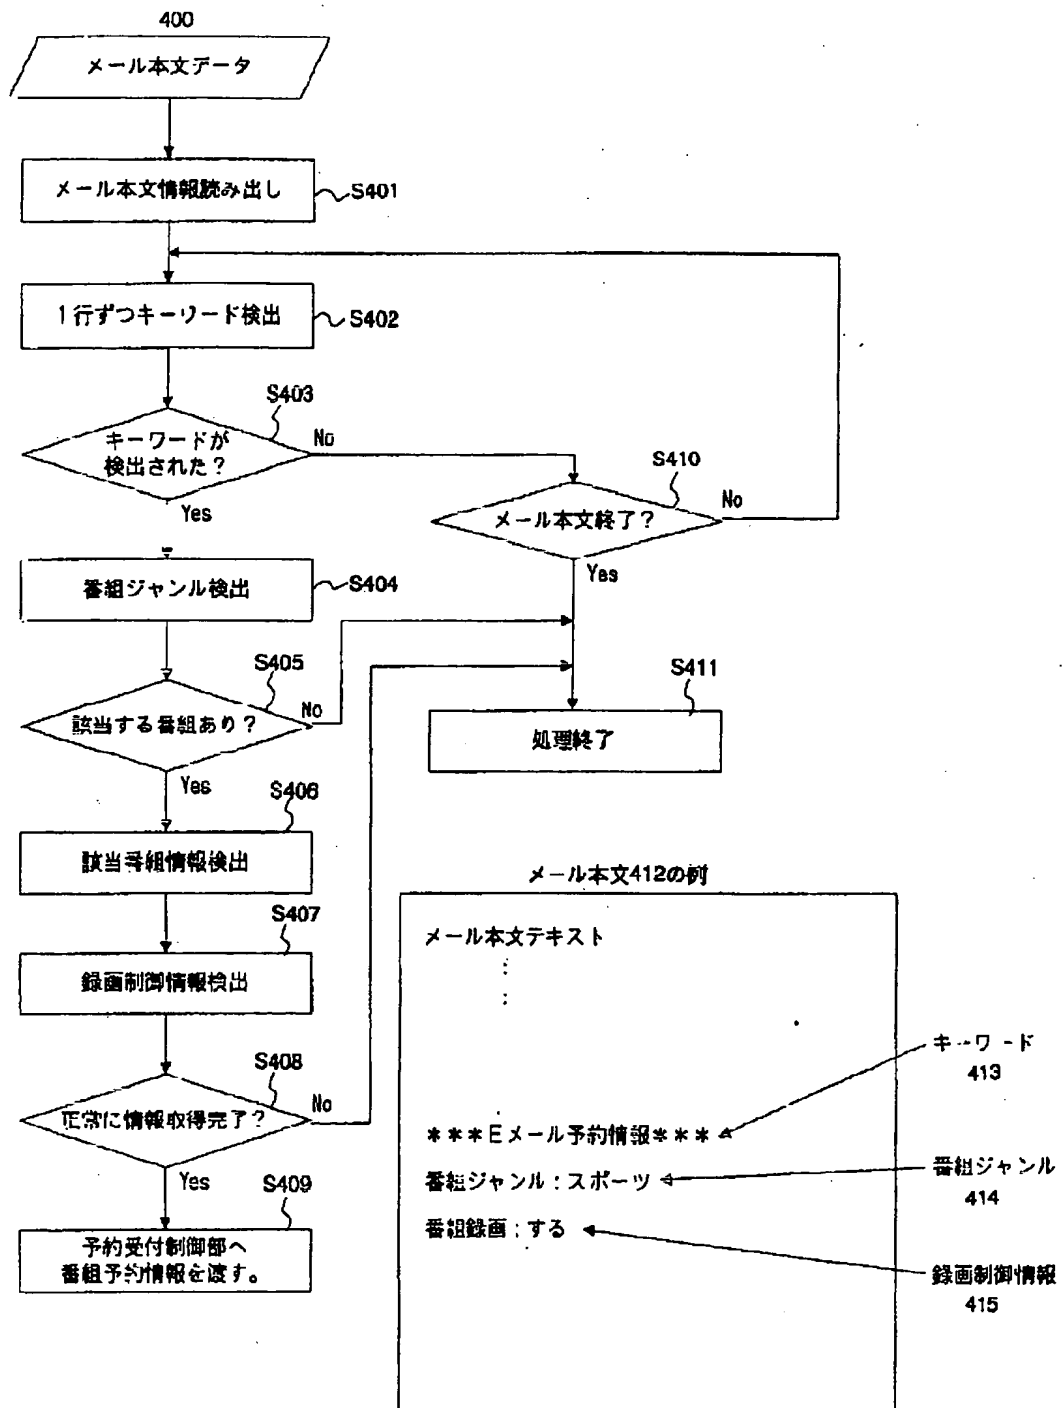 400
メール本文データ
メール本文情報読み出し
S401
1行ずつキーワード検出
S402
S403
キーワードが
検出された?
No
Yes
S410
メール本文終了?
No
Yes
番組ジャンル検出
S404
S405
該当する番組あり?
No
Yes
S411
処理終了
S406
該当番組情報検出
S407
録画制御情報検出
S408
正常に情報取得完了?
No
Yes
S409
予約受付制御部へ
番組予約情報を渡す。
メール本文412の例
メール本文テキスト
:
:
***Eメール予約情報***
番組ジャンル:スポーツ
番組録画:する
キーワード
413
番組ジャンル
414
録画制御情報
415